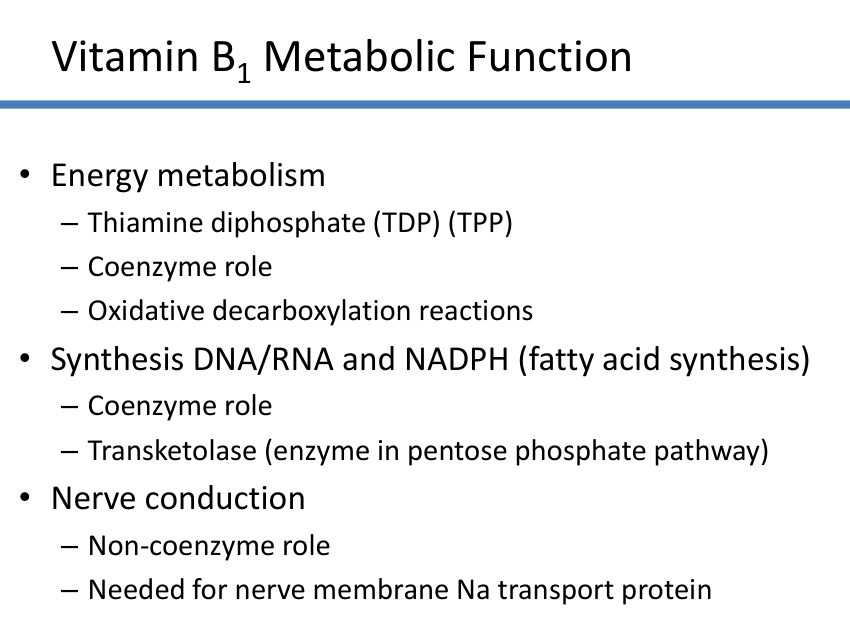 Vitamin B₁ Metabolic Function
• Energy metabolism
– Thiamine diphosphate (TDP) (TPP)
– Coenzyme role
– Oxidative decarboxylation reactions
• Synthesis DNA/RNA and NADPH (fatty acid synthesis)
– Coenzyme role
– Transketolase (enzyme in pentose phosphate pathway)
• Nerve conduction
– Non-coenzyme role
– Needed for nerve membrane Na transport protein